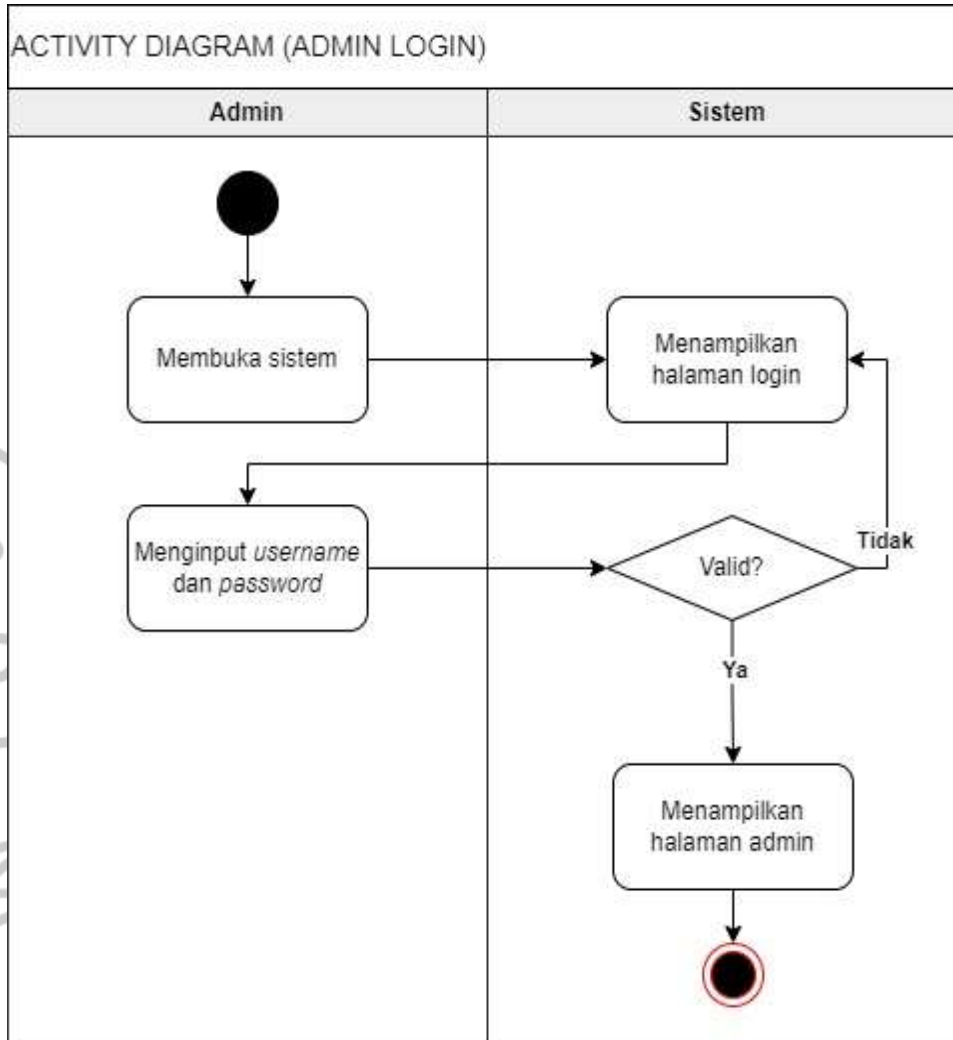 ACTIVITY DIAGRAM (ADMIN LOGIN)
Admin
Sistem
Membuka sistem
Menampilkan
halaman login
Menginput username
dan password
Valid?
Tidak
Ya
Menampilkan
halaman admin